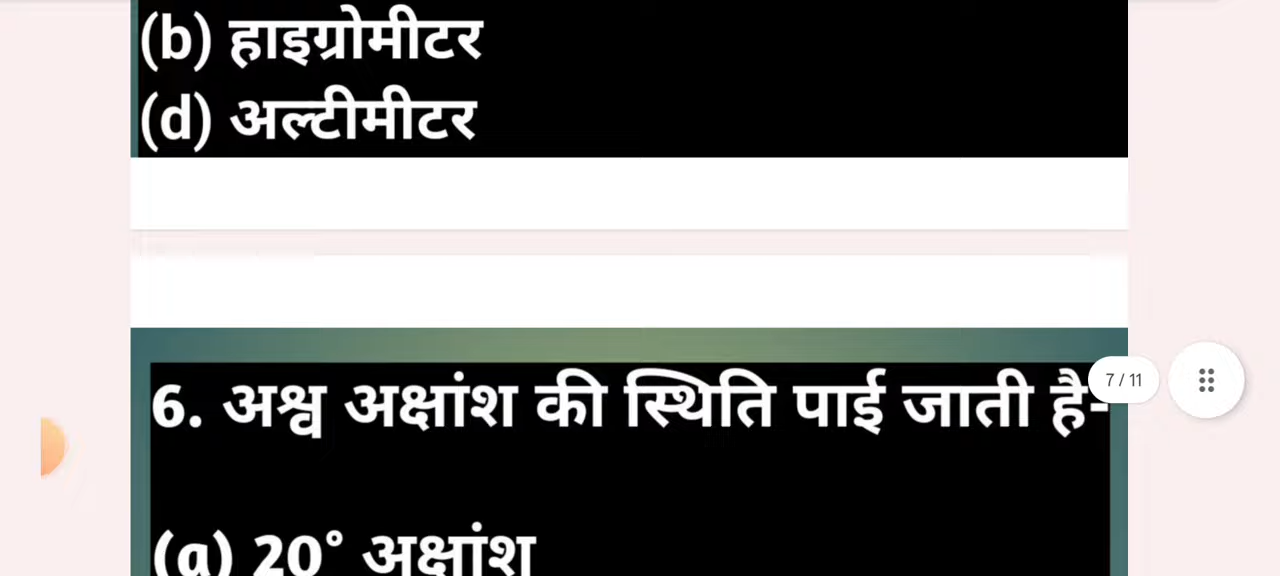 (b) हाइग्रोमीटर
(d) अल्टीमीटर
7 / 11
6. अश्व अक्षांश की स्थिति पाई जाती है-
(a) 20° अक्षांश